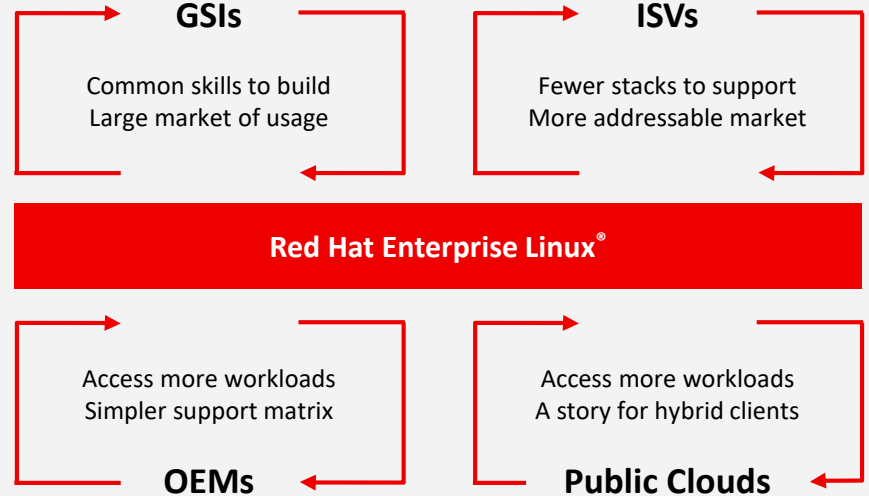 GSIs
Common skills to build
Large market of usage
ISVs
Fewer stacks to support
More addressable market
Red Hat Enterprise Linux®
Access more workloads
Simpler support matrix
OEMs
Access more workloads
A story for hybrid clients
Public Clouds